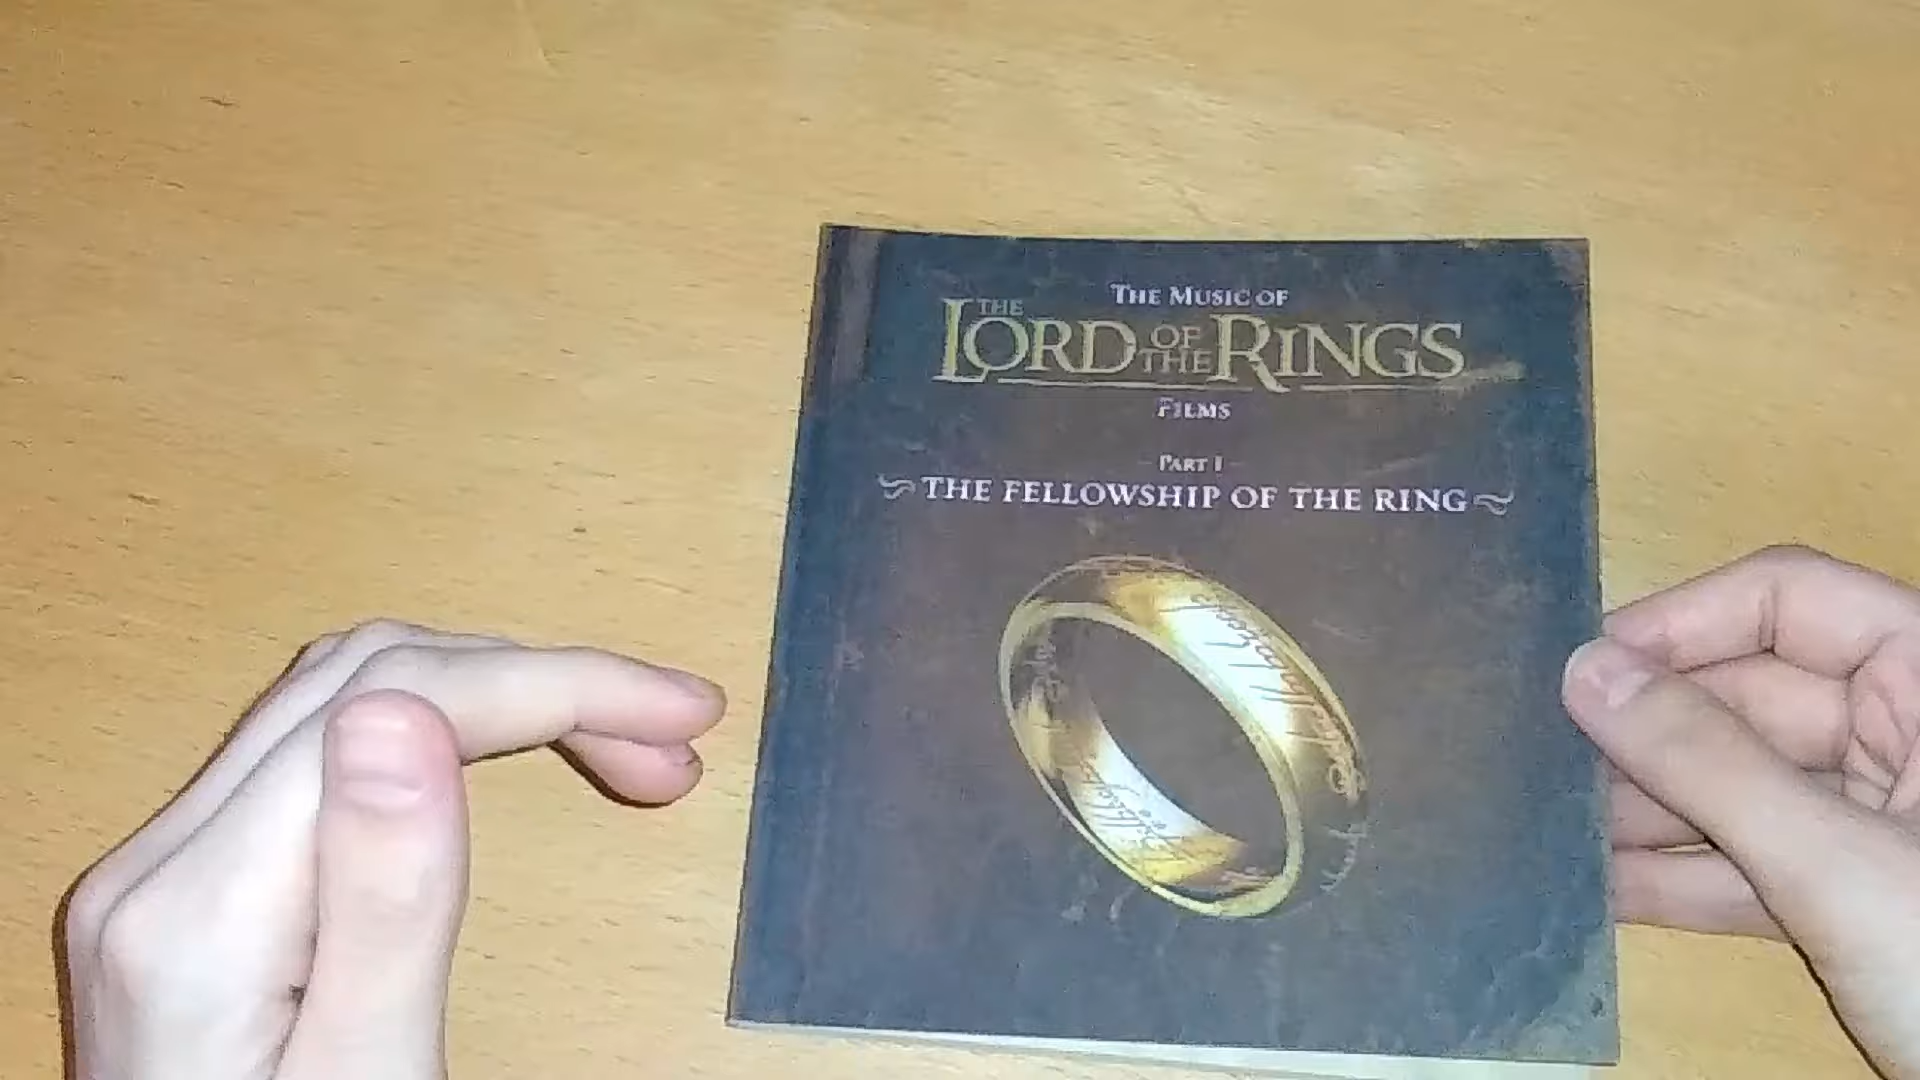 THE MUSIC OF
THE LORD OF THE RINGS
FILMS
PART I
THE FELLOWSHIP OF THE RING